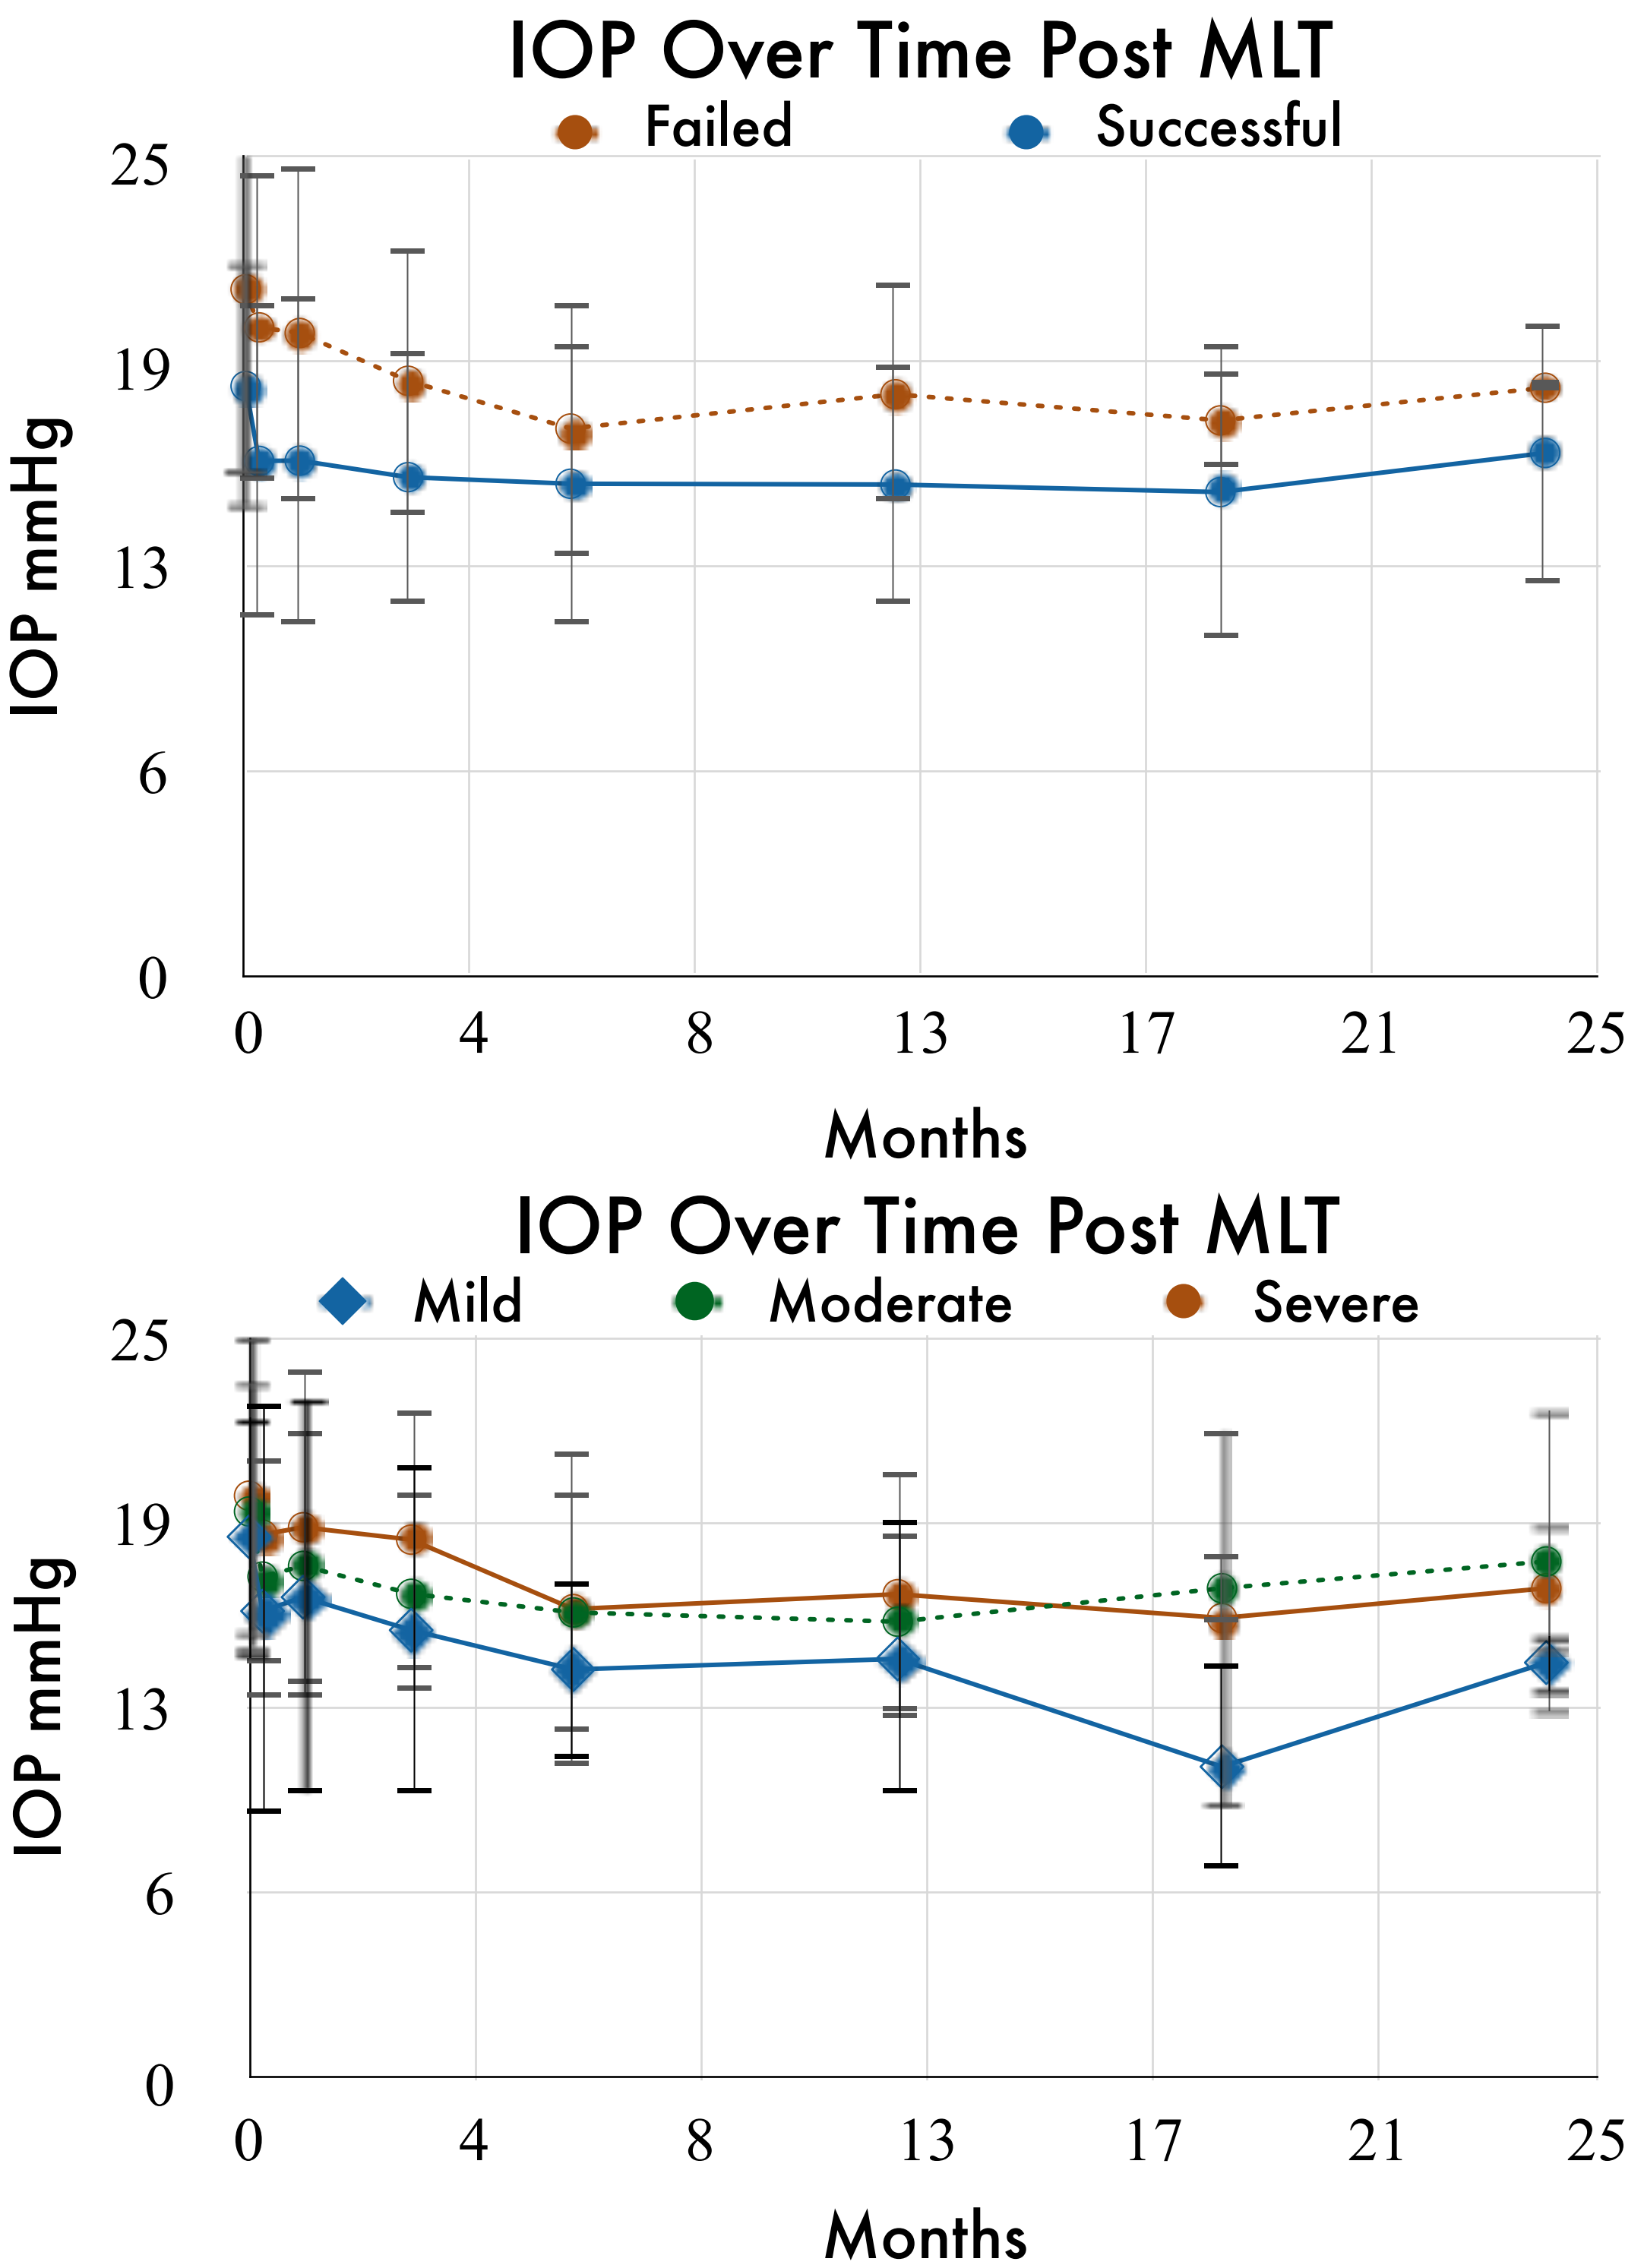 IOP Over Time Post MLT
Failed Successful
25
19
13
6
0
IOP mmHg
0 4 8 13 17 21 25
Months
IOP Over Time Post MLT
Mild Moderate Severe
25
19
13
6
0
IOP mmHg
0 4 8 13 17 21 25
Months